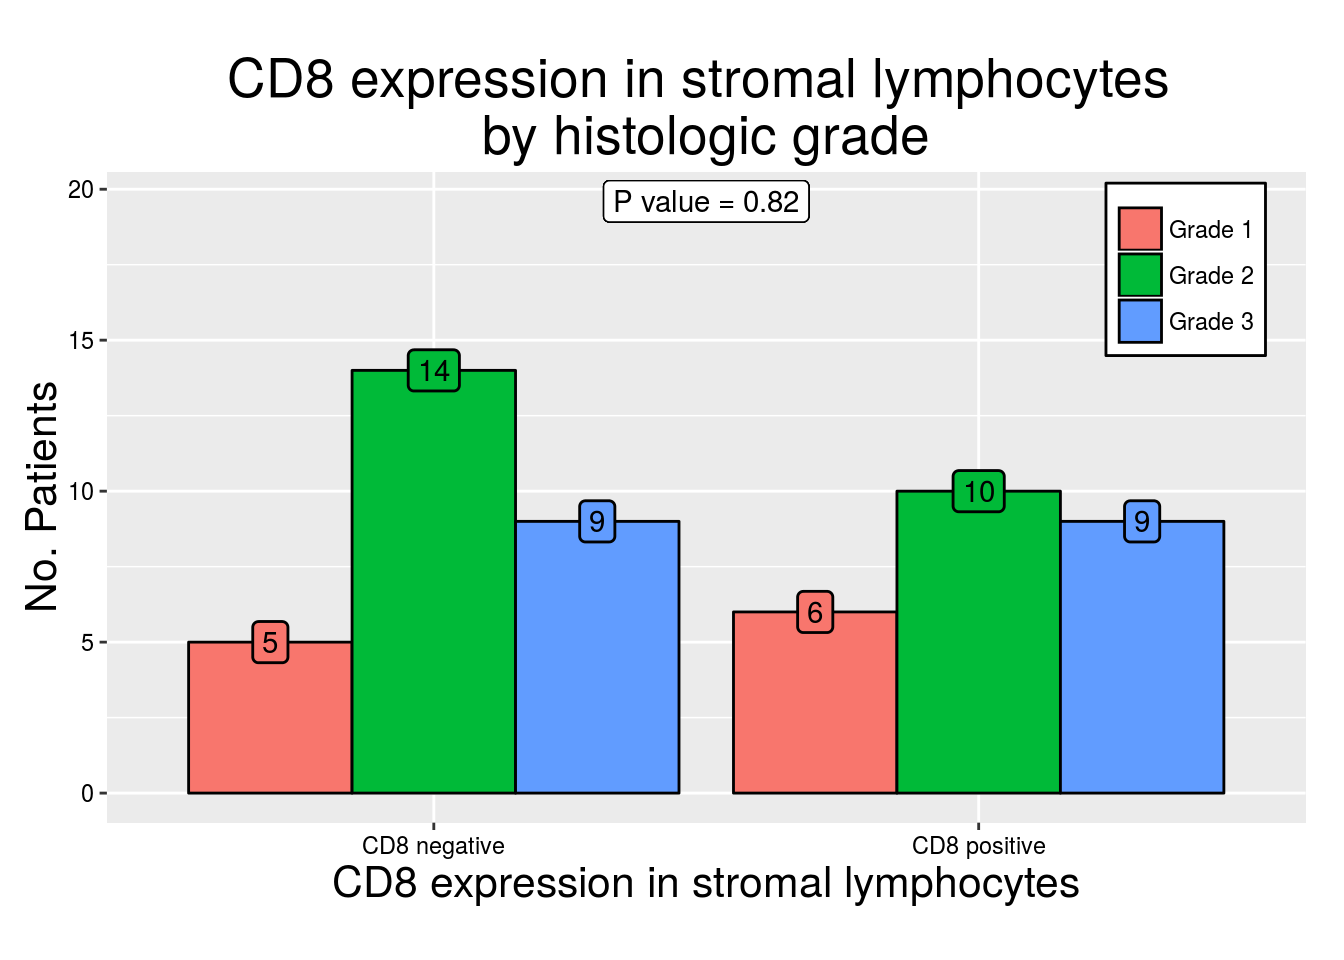 CD8 expression in stromal lymphocytes
by histologic grade
No. Patients
20
15
10
5
0
P value = 0.82
Grade 1
Grade 2
Grade 3
5
14
9
6
10
9
CD8 negative
CD8 positive
CD8 expression in stromal lymphocytes